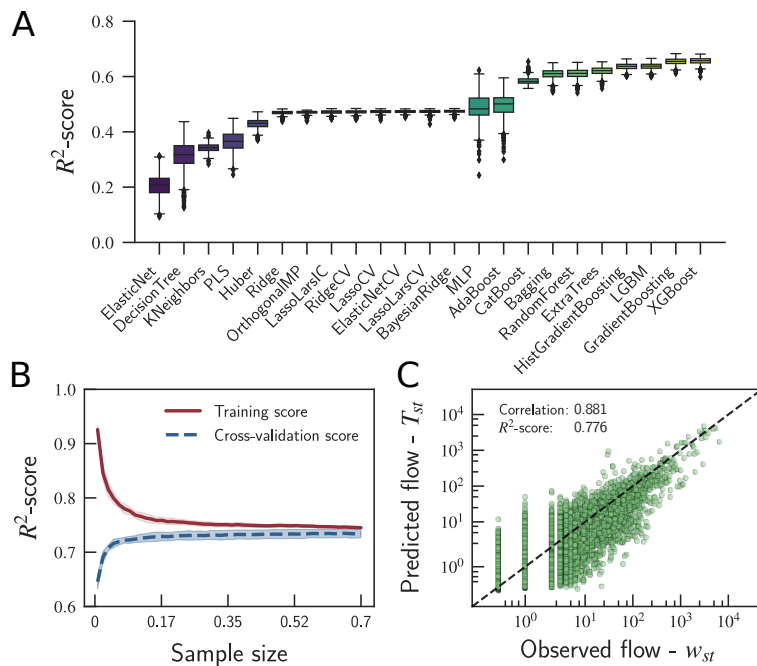 A
R²-score
0.8
0.6
0.4
0.2
0.0
ElasticNet
DecisionTree
KNeighbors
PLS
Huber
Ridge
OrthogonalMP
LassoLarsIC
RidgeCV
LassoCV
ElasticNetCV
LassoLarsCV
BayesianRidge
MLP
AdaBoost
CatBoost
Bagging
RandomForest
ExtraTrees
HistGradientBoosting
LGBM
GradientBoosting
XGBoost
B
R²-score
1.0
0.9
0.8
0.7
0.6
Training score
Cross-validation score
0 0.17 0.35 0.52 0.7
Sample size
C
Predicted flow - T_st
10⁴
10³
10²
10¹
10⁰
Correlation: 0.881
R²-score: 0.776
10⁰ 10¹ 10² 10³ 10⁴
Observed flow - w_st